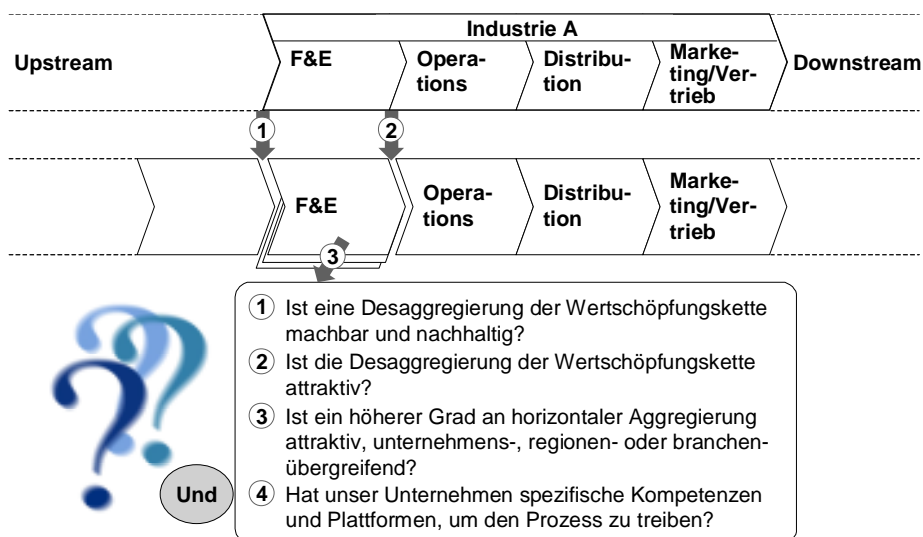 Industrie A
Upstream
F&E
Opera-
tions
Distribu-
tion
Marke-
ting/Ver-
trieb
Downstream
1
2
F&E
Opera-
tions
Distribu-
tion
Marke-
ting/Ver-
trieb
3
1 Ist eine Desaggregierung der Wertschöpfungskette
machbar und nachhaltig?
2 Ist die Desaggregierung der Wertschöpfungskette
attraktiv?
3 Ist ein höherer Grad an horizontaler Aggregierung
attraktiv, unternehmens-, regionen- oder branchen-
übergreifend?
Und
4 Hat unser Unternehmen spezifische Kompetenzen
und Plattformen, um den Prozess zu treiben?